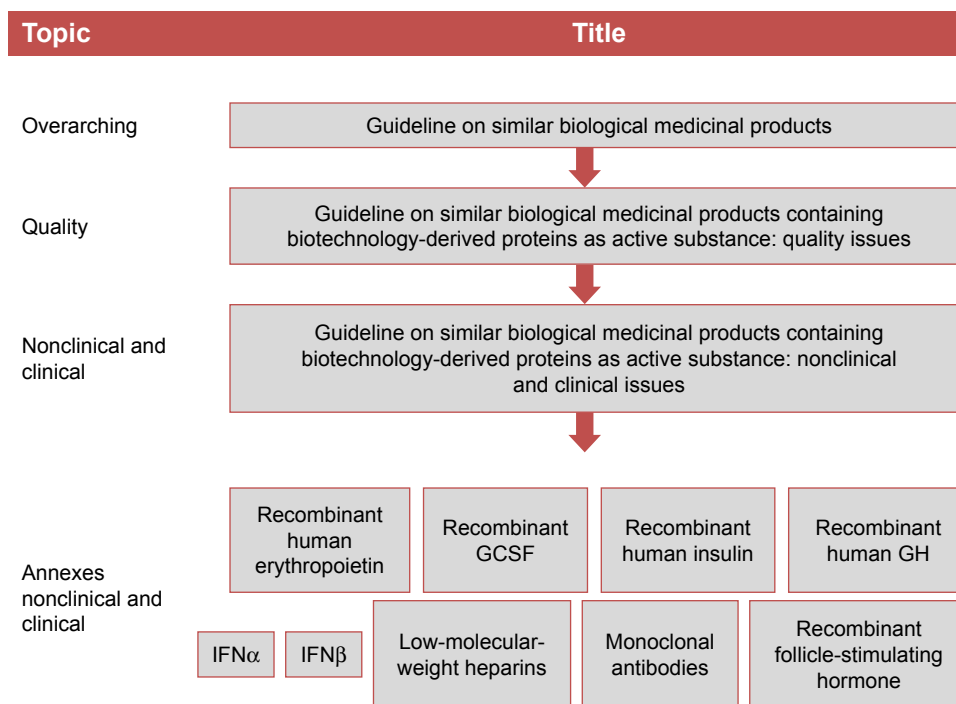 Topic
Title
Overarching
Guideline on similar biological medicinal products
Quality
Guideline on similar biological medicinal products containing
biotechnology-derived proteins as active substance: quality issues
Nonclinical and
clinical
Guideline on similar biological medicinal products containing
biotechnology-derived proteins as active substance: nonclinical
and clinical issues
Annexes
nonclinical and
clinical
Recombinant
human
erythropoietin
Recombinant
GCSF
Recombinant
human insulin
Recombinant
human GH
IFNα
IFNβ
Low-molecular-
weight heparins
Monoclonal
antibodies
Recombinant
follicle-stimulating
hormone